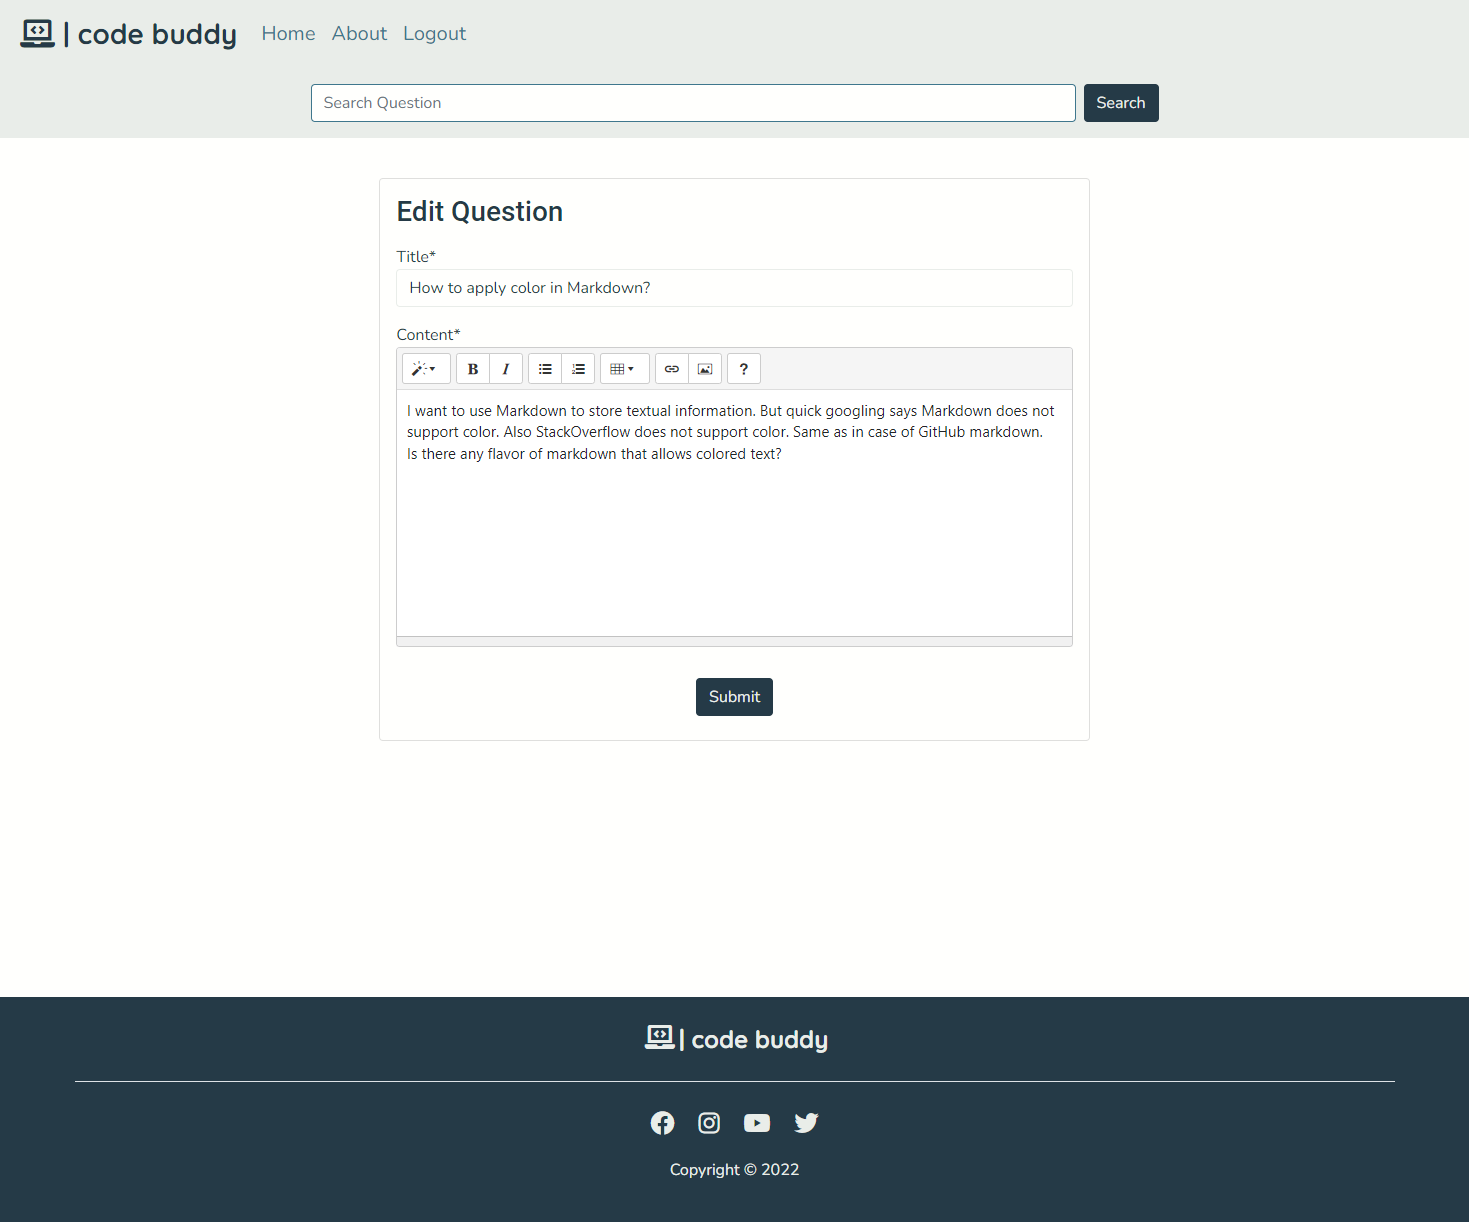 | code buddy Home About Logout
Search Question Search
Edit Question
Title*
How to apply color in Markdown?
Content*
B I ?
I want to use Markdown to store textual information. But quick googling says Markdown does not
support color. Also StackOverflow does not support color. Same as in case of GitHub markdown.
Is there any flavor of markdown that allows colored text?
Submit
| code buddy
Copyright © 2022